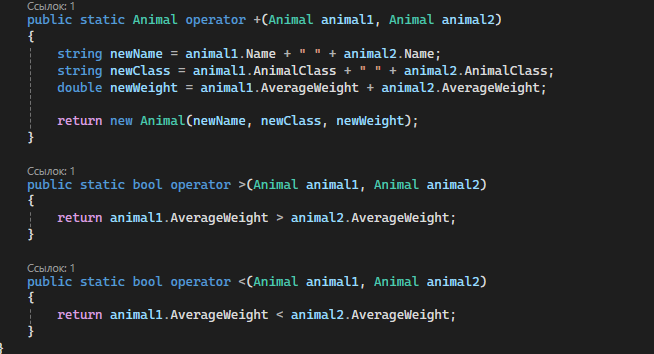 Ссылок: 1
public static Animal operator +(Animal animal1, Animal animal2)
{
string newName = animal1.Name + " " + animal2.Name;
string newClass = animal1.AnimalClass + " " + animal2.AnimalClass;
double newWeight = animal1.AverageWeight + animal2.AverageWeight;
return new Animal(newName, newClass, newWeight);
}
Ссылок: 1
public static bool operator >(Animal animal1, Animal animal2)
{
return animal1.AverageWeight > animal2.AverageWeight;
}
Ссылок: 1
public static bool operator <(Animal animal1, Animal animal2)
{
return animal1.AverageWeight < animal2.AverageWeight;
}
}